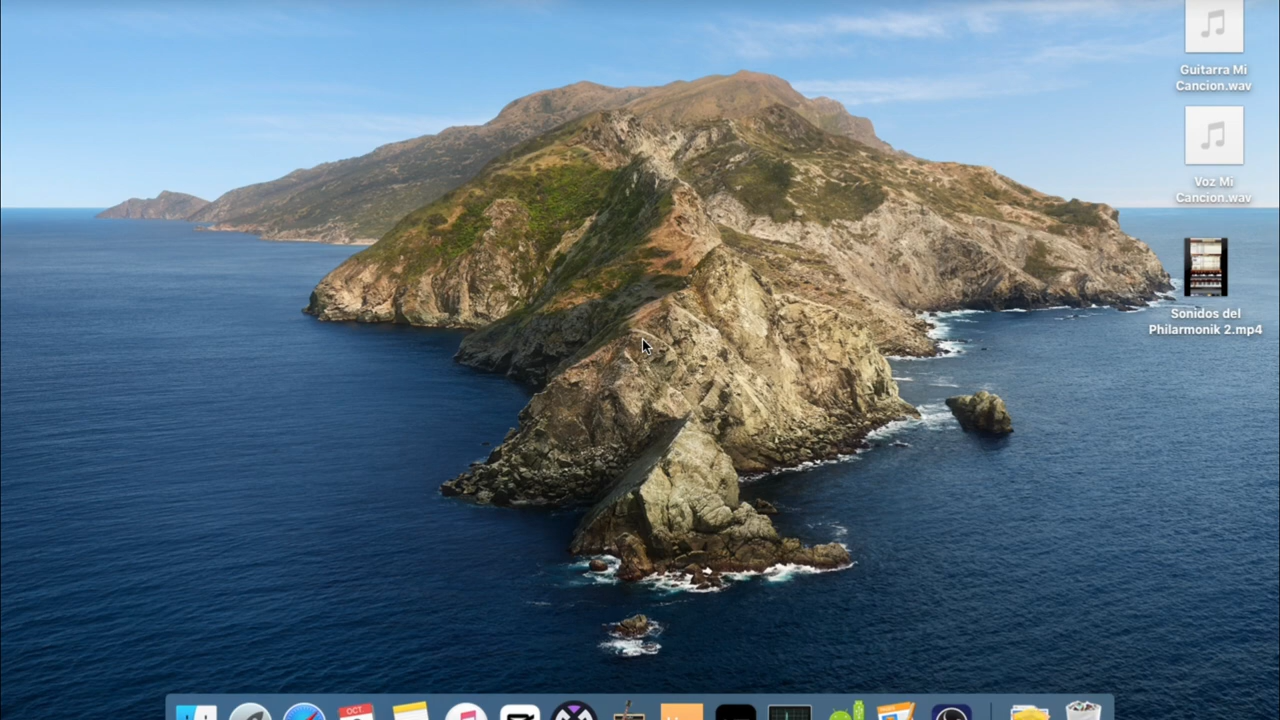 Guitarra Mi
Cancion.wav
Voz Mi
Cancion.wav
Sonidos del
Philarmonik 2.mp4
OCT